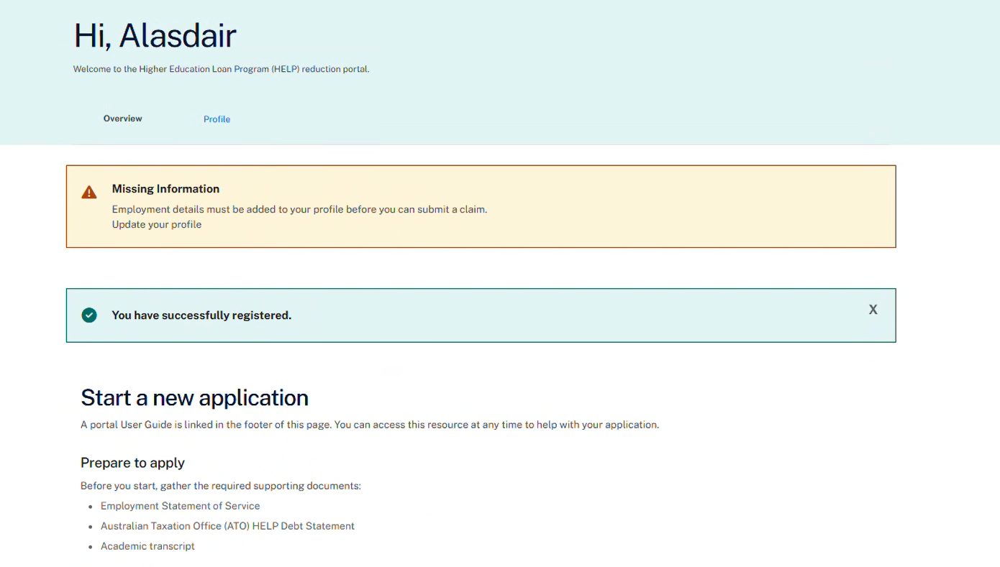 Hi, Alasdair
Welcome to the Higher Education Loan Program (HELP) reduction portal.
Overview Profile
Missing Information
Employment details must be added to your profile before you can submit a claim.
Update your profile
You have successfully registered.
X
Start a new application
A portal User Guide is linked in the footer of this page. You can access this resource at any time to help with your application.
Prepare to apply
Before you start, gather the required supporting documents:
• Employment Statement of Service
• Australian Taxation Office (ATO) HELP Debt Statement
• Academic transcript